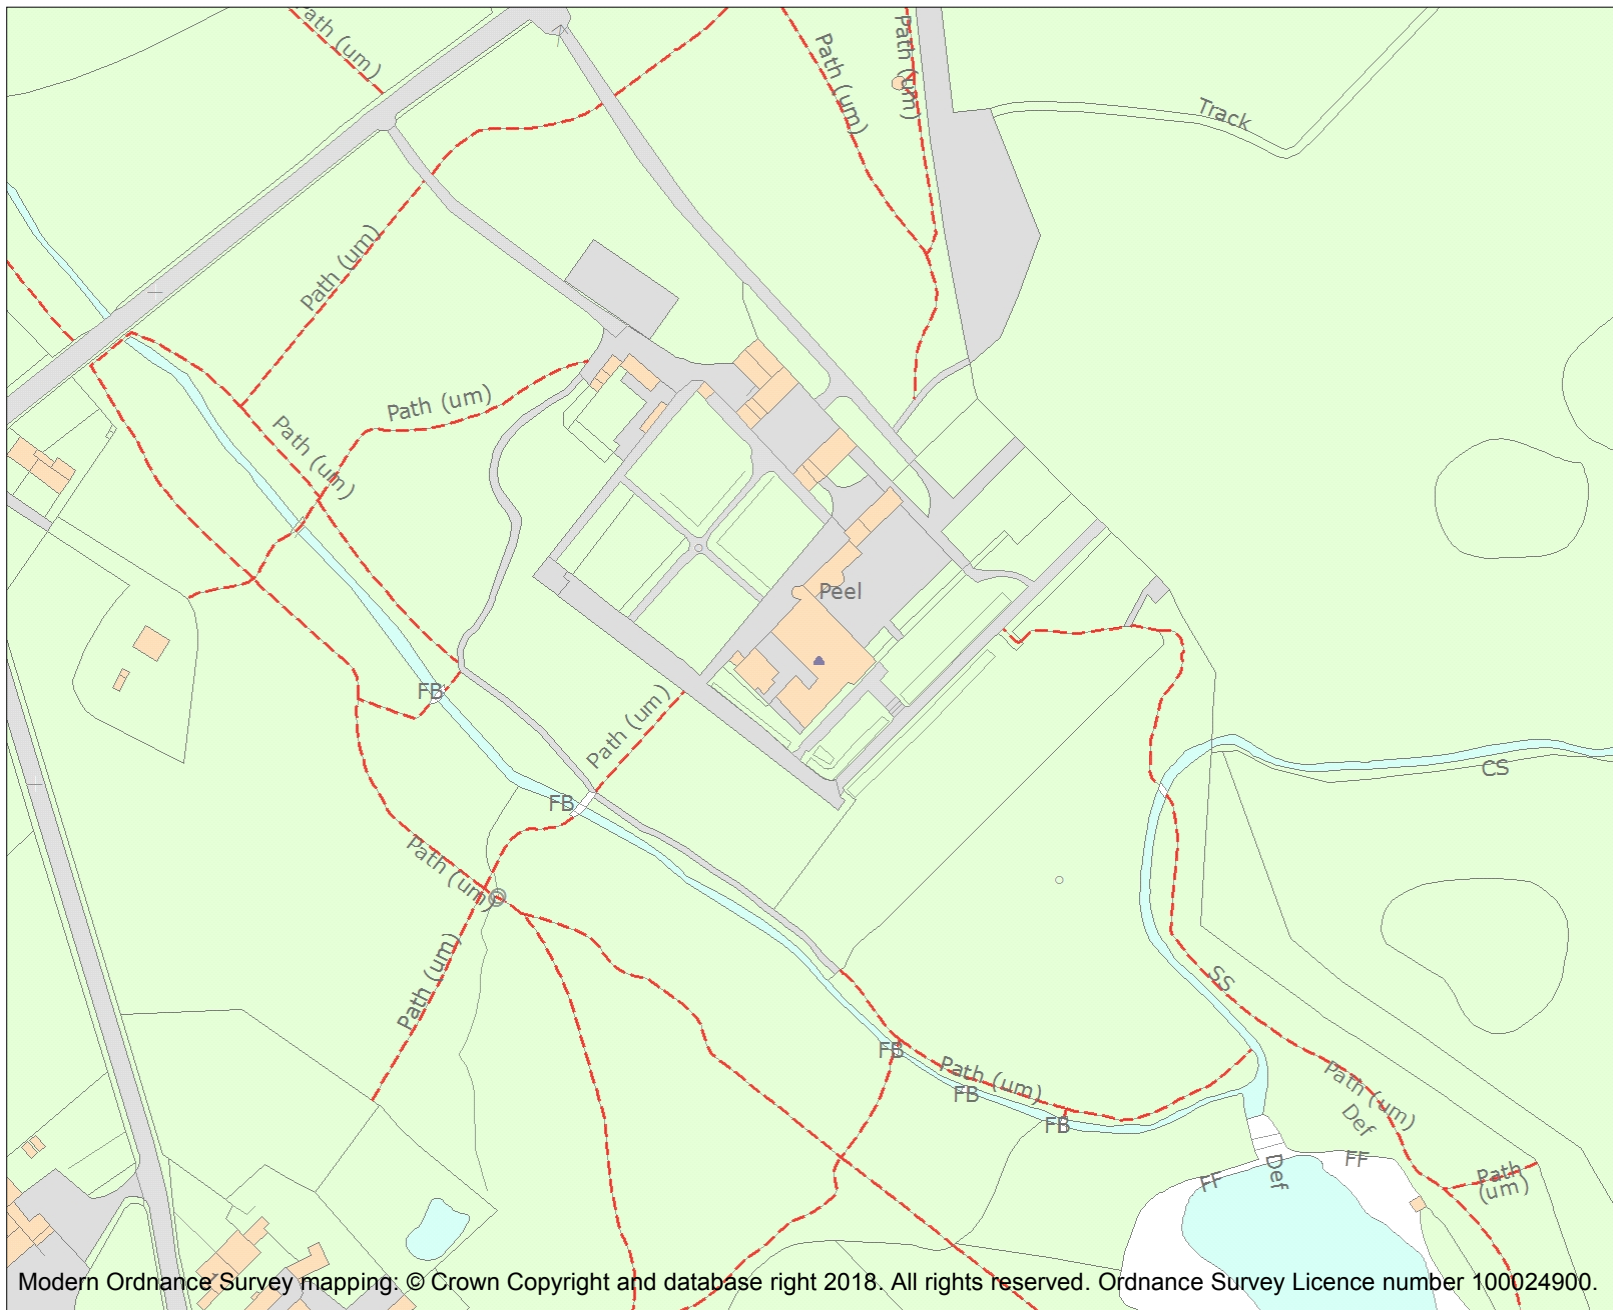 Path (um)
Path (um)
Path (um)
Track
Path (um)
Path (um)
Path (um)
Peel
FB
Path (um)
CS
FB
Path (um)
Path (um)
SS
FB
Path (um)
FB
FB
Path (um)
Def
FF
Def
FF
Path
(um)
Modern Ordnance Survey mapping: © Crown Copyright and database right 2018. All rights reserved. Ordnance Survey Licence number 100024900.